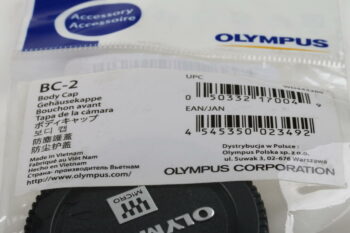 Accessory
Accessoire
OLYMPUS
BC-2
Body Cap
Gehäusekappe
Bouchon avant
Tapa de la cámara
ボディキャップ
보디 캡
防塵護蓋
防尘护盖
Made in Vietnam
Fabriqué au Viêt Nam
Hecho en Vietnam
Страна- производитель Вьетнам
http://www.olympus.com/
UPC
0 50332 17002 9
EAN/JAN
4 545350 023492
Dystrybucja w Polsce:
Olympus Polska sp. z o.o.
ul. Suwak 3, 02-676 Warszawa
OLYMPUS CORPORATION
MICRO
OLYMPUS